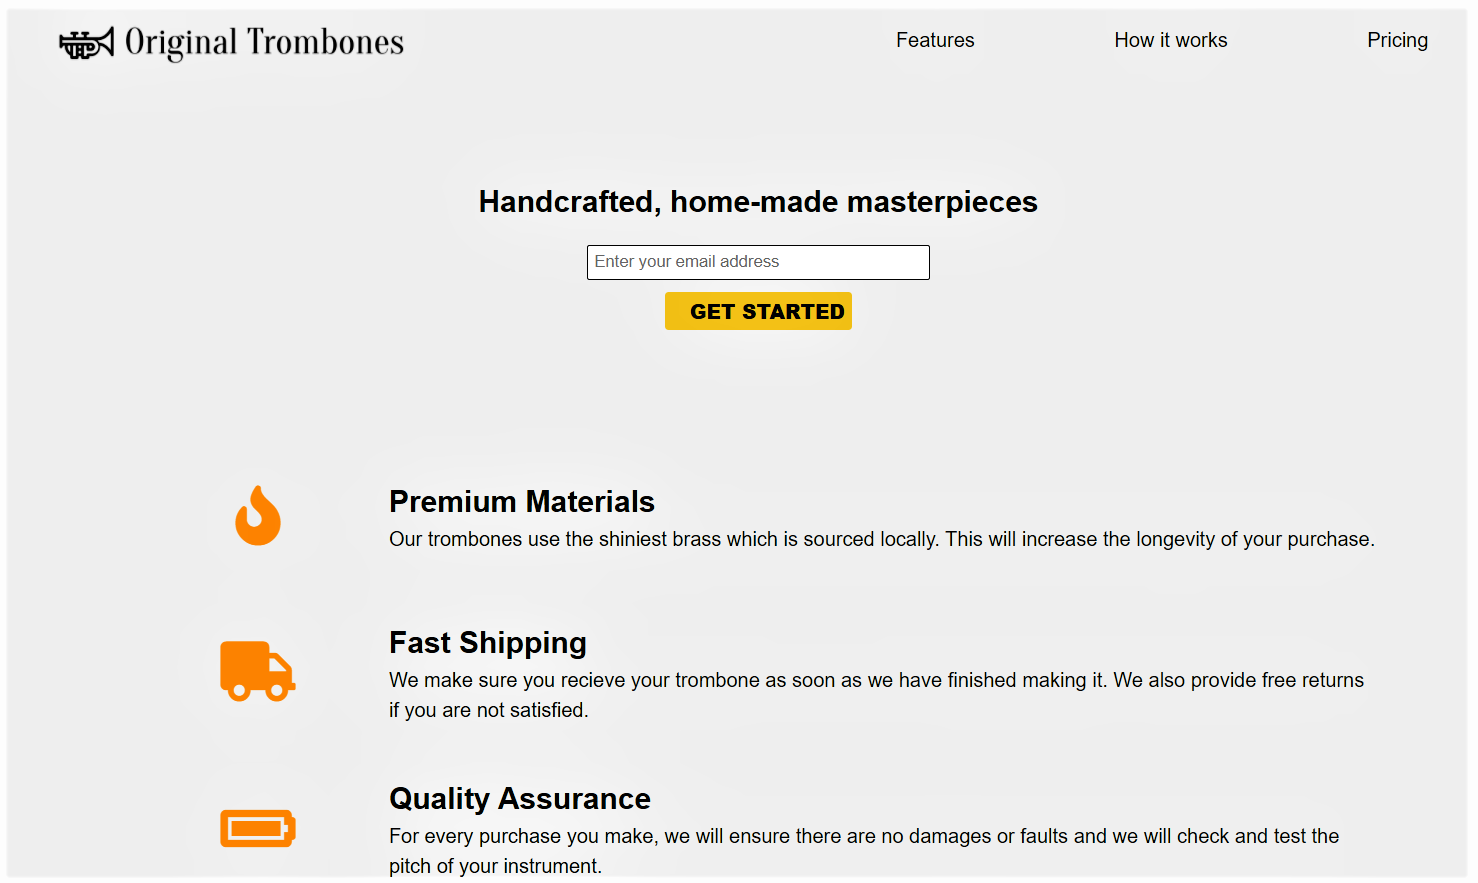 Original Trombones
Features
How it works
Pricing
Handcrafted, home-made masterpieces
Enter your email address
GET STARTED
Premium Materials
Our trombones use the shiniest brass which is sourced locally. This will increase the longevity of your purchase.
Fast Shipping
We make sure you recieve your trombone as soon as we have finished making it. We also provide free returns
if you are not satisfied.
Quality Assurance
For every purchase you make, we will ensure there are no damages or faults and we will check and test the
pitch of your instrument.